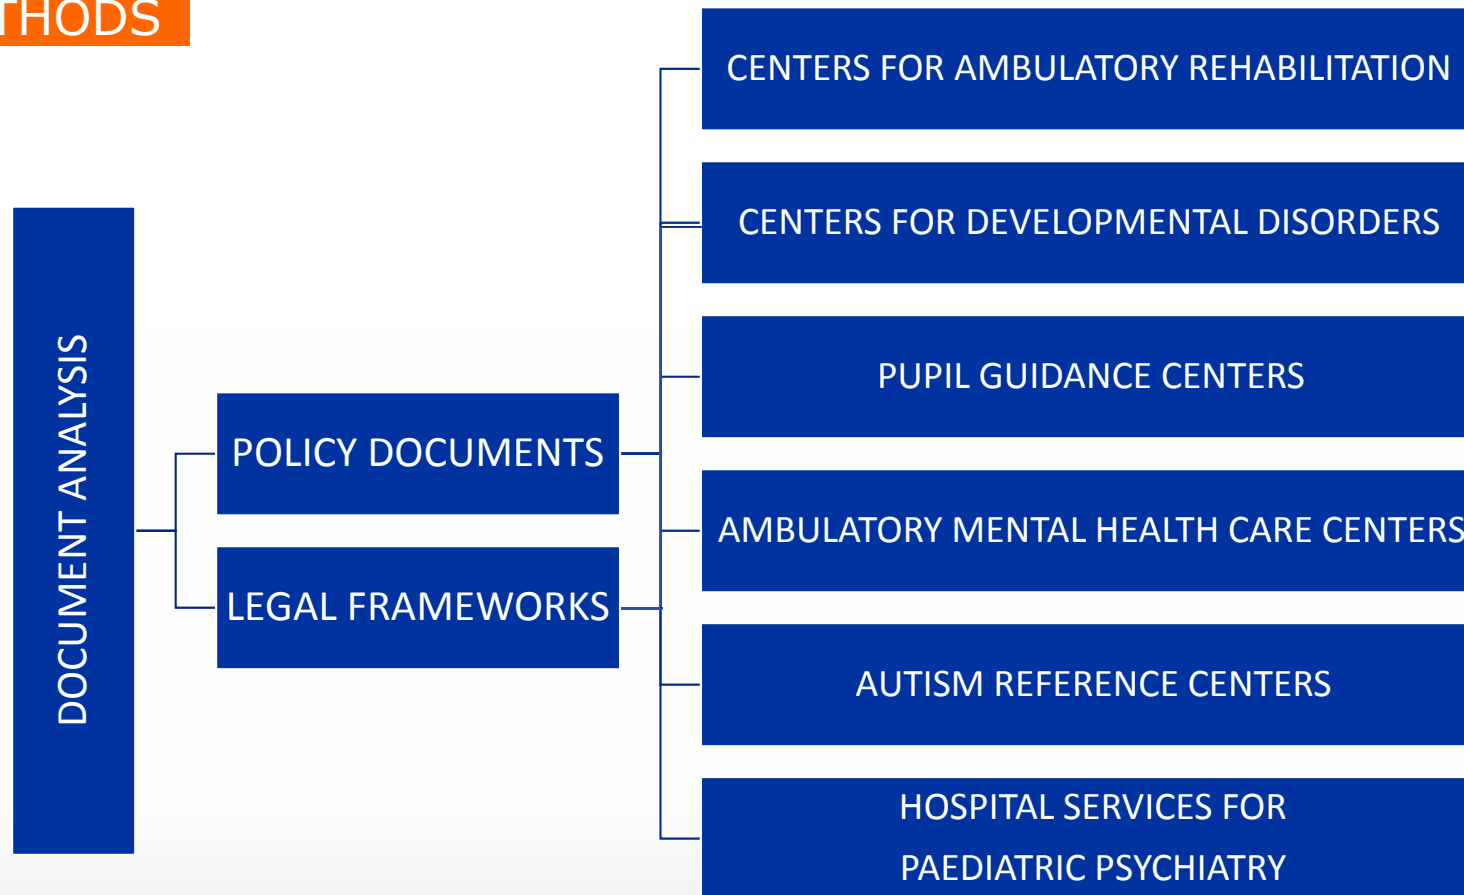 THODS
DOCUMENT ANALYSIS
POLICY DOCUMENTS
LEGAL FRAMEWORKS
CENTERS FOR AMBULATORY REHABILITATION
CENTERS FOR DEVELOPMENTAL DISORDERS
PUPIL GUIDANCE CENTERS
AMBULATORY MENTAL HEALTH CARE CENTERS
AUTISM REFERENCE CENTERS
HOSPITAL SERVICES FOR
PAEDIATRIC PSYCHIATRY